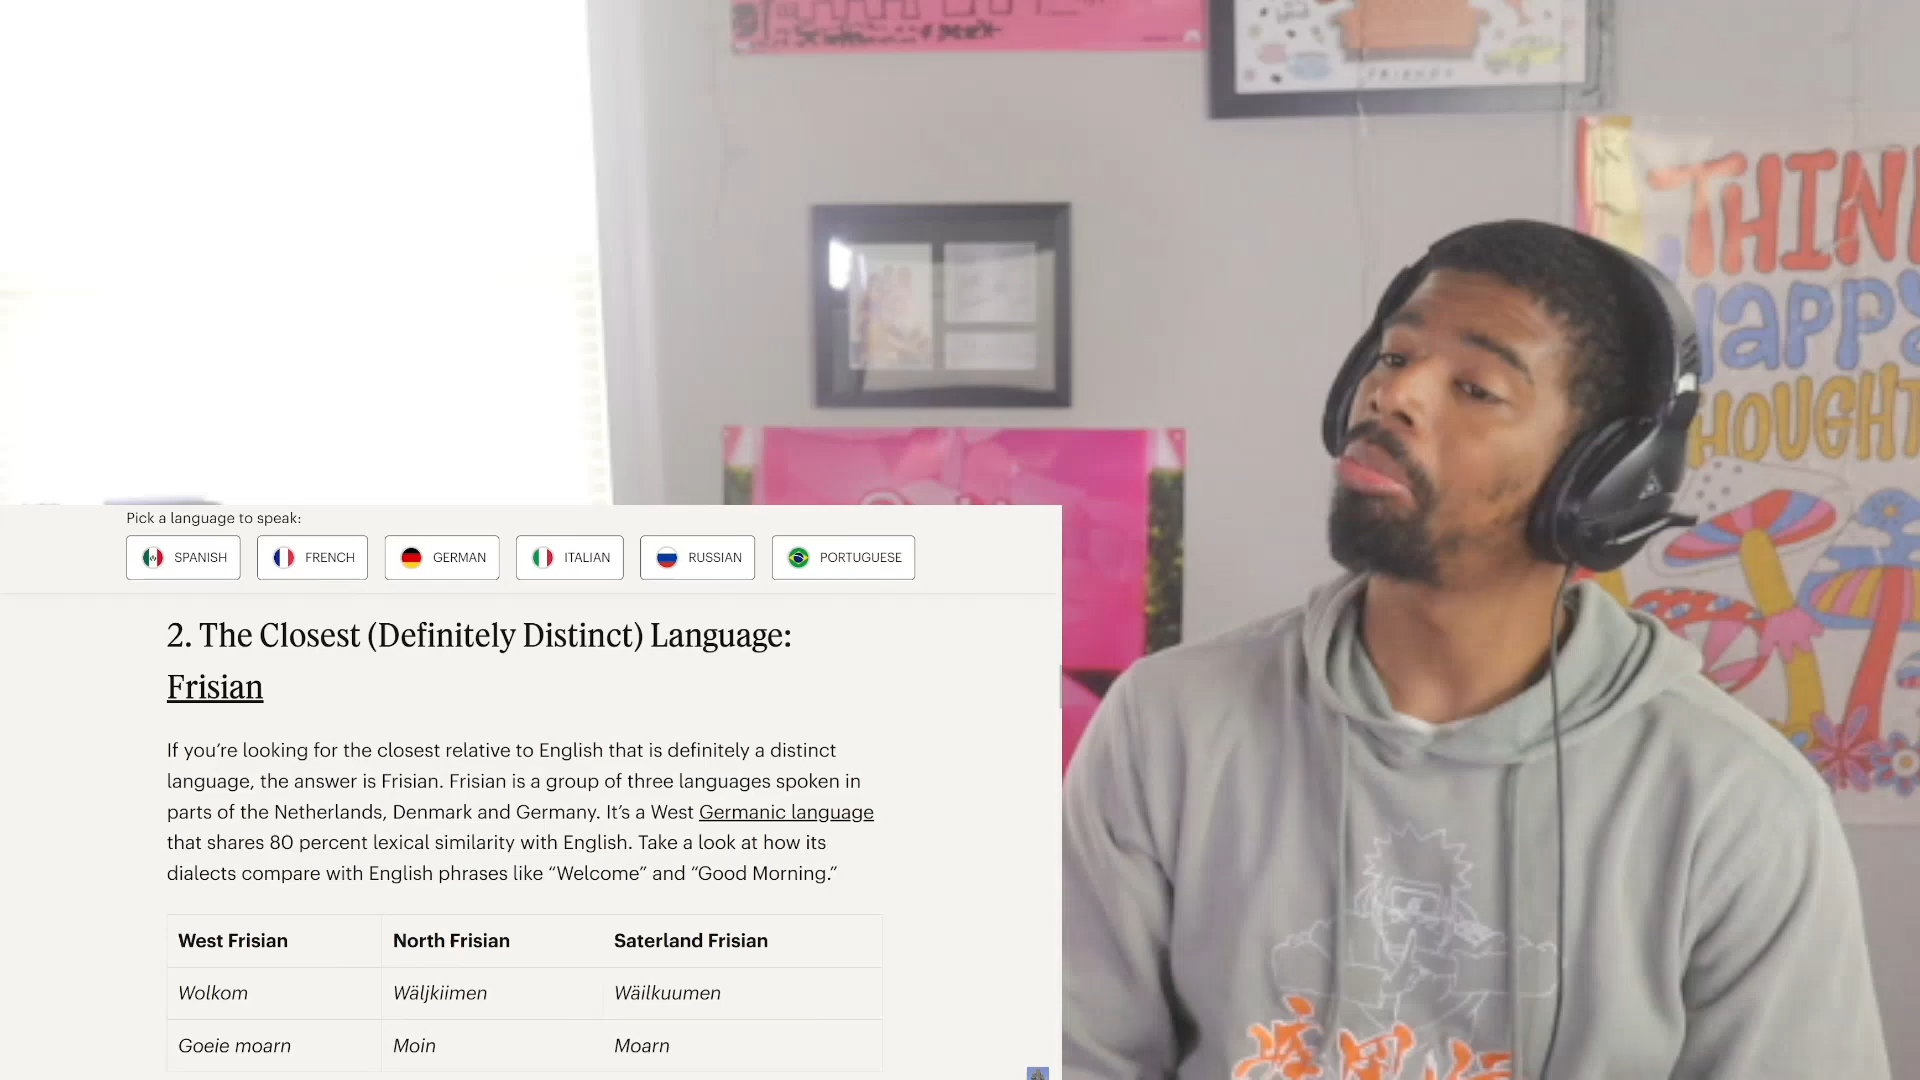 FRIENDS
THINK
HAPPY
THOUGHT
Pick a language to speak:
SPANISH FRENCH GERMAN ITALIAN RUSSIAN PORTUGUESE
2. The Closest (Definitely Distinct) Language:
Frisian
If you’re looking for the closest relative to English that is definitely a distinct
language, the answer is Frisian. Frisian is a group of three languages spoken in
parts of the Netherlands, Denmark and Germany. It’s a West Germanic language
that shares 80 percent lexical similarity with English. Take a look at how its
dialects compare with English phrases like “Welcome” and “Good Morning.”
West Frisian North Frisian Saterland Frisian
Wolkom Wäljkiimen Wäilkuumen
Goeie moarn Moin Moarn